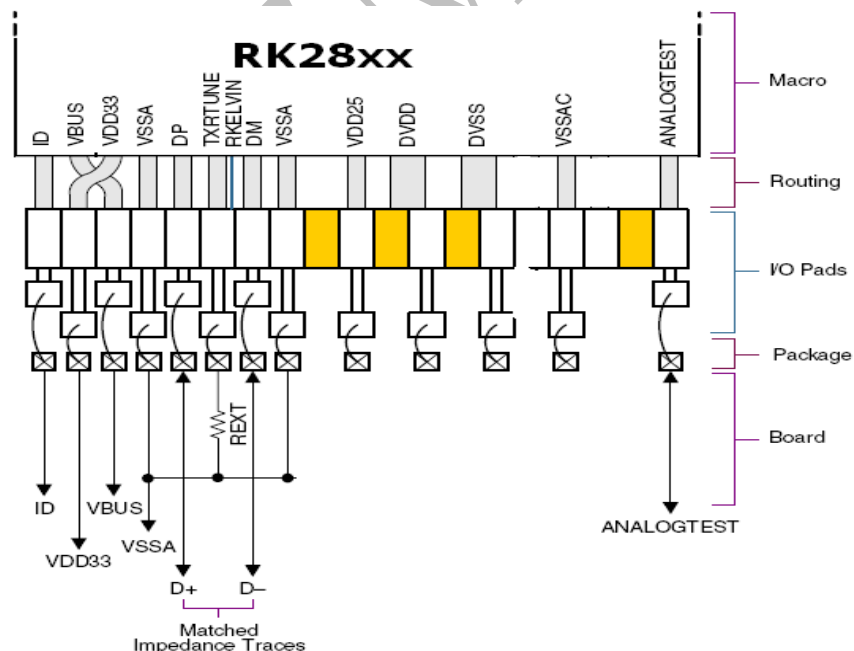 RK28xx
ID
VBUS
VDD33
VSSA
DP
TXRTUNE
RKELVIN
DM
VSSA
VDD25
DVDD
DVSS
VSSAC
ANALOGTEST
Macro
Routing
I/O Pads
Package
Board
REXT
ID
VBUS
VDD33
VSSA
ANALOGTEST
D+
D–
Matched
Impedance Traces